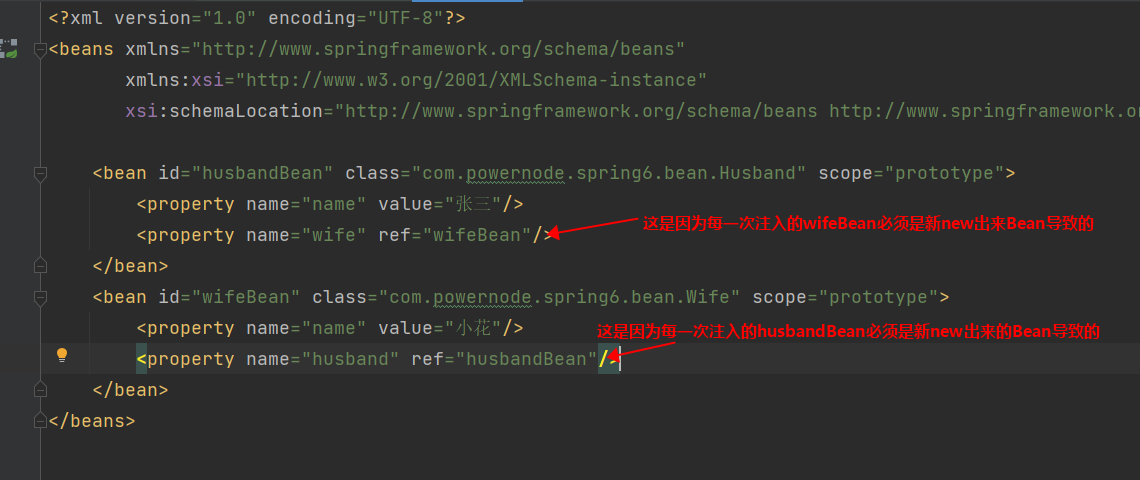 <?xml version="1.0" encoding="UTF-8"?>
<beans xmlns="http://www.springframework.org/schema/beans"
xmlns:xsi="http://www.w3.org/2001/XMLSchema-instance"
xsi:schemaLocation="http://www.springframework.org/schema/beans http://www.springframework.or
<bean id="husbandBean" class="com.powernode.spring6.bean.Husband" scope="prototype">
<property name="name" value="张三"/>
<property name="wife" ref="wifeBean"/> 这是因为每一次注入的wifeBean必须是新new出来Bean导致的
</bean>
<bean id="wifeBean" class="com.powernode.spring6.bean.Wife" scope="prototype">
<property name="name" value="小花"/> 这是因为每一次注入的husbandBean必须是新new出来的Bean导致的
<property name="husband" ref="husbandBean"/>
</bean>
</beans>